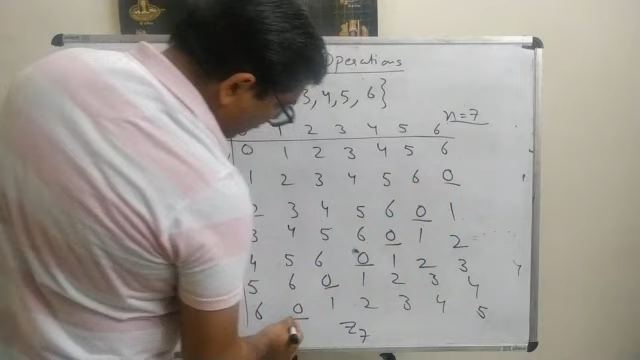 Operations
3, 4, 5, 6}
n=7
1 2 3 4 5 6
0 1 2 3 4 5 6
1 2 3 4 5 6 0
2 3 4 5 6 0 1
3 4 5 6 0 1 2
4 5 6 0 1 2 3
5 6 0 1 2 3 4
6 0 1 2 3 4 5
Z7